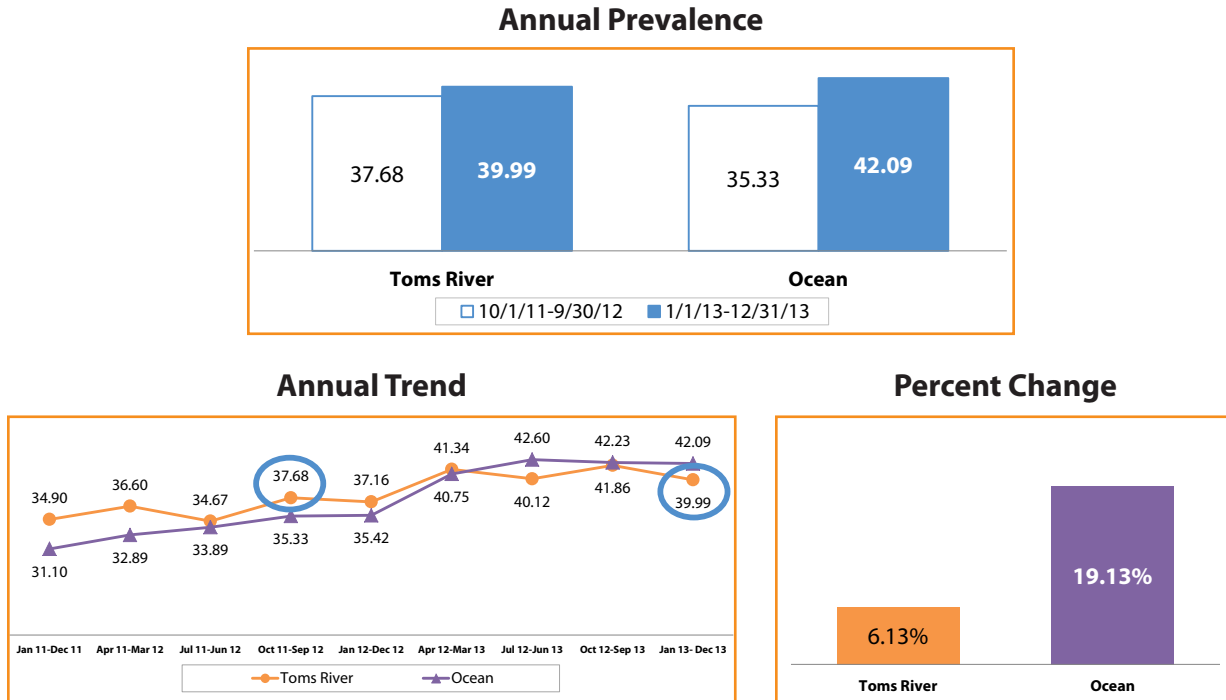 Annual Prevalence
37.68 39.99 35.33 42.09
Toms River Ocean
10/1/11-9/30/12 1/1/13-12/31/13
Annual Trend
34.90 36.60 34.67 37.68 37.16 41.34 42.60 42.23 42.09
31.10 32.89 33.89 35.33 35.42 40.75 40.12 41.86 39.99
Jan 11-Dec 11 Apr 11-Mar 12 Jul 11-Jun 12 Oct 11-Sep 12 Jan 12-Dec 12 Apr 12-Mar 13 Jul 12-Jun 13 Oct 12-Sep 13 Jan 13- Dec 13
Toms River Ocean
Percent Change
6.13% 19.13%
Toms River Ocean